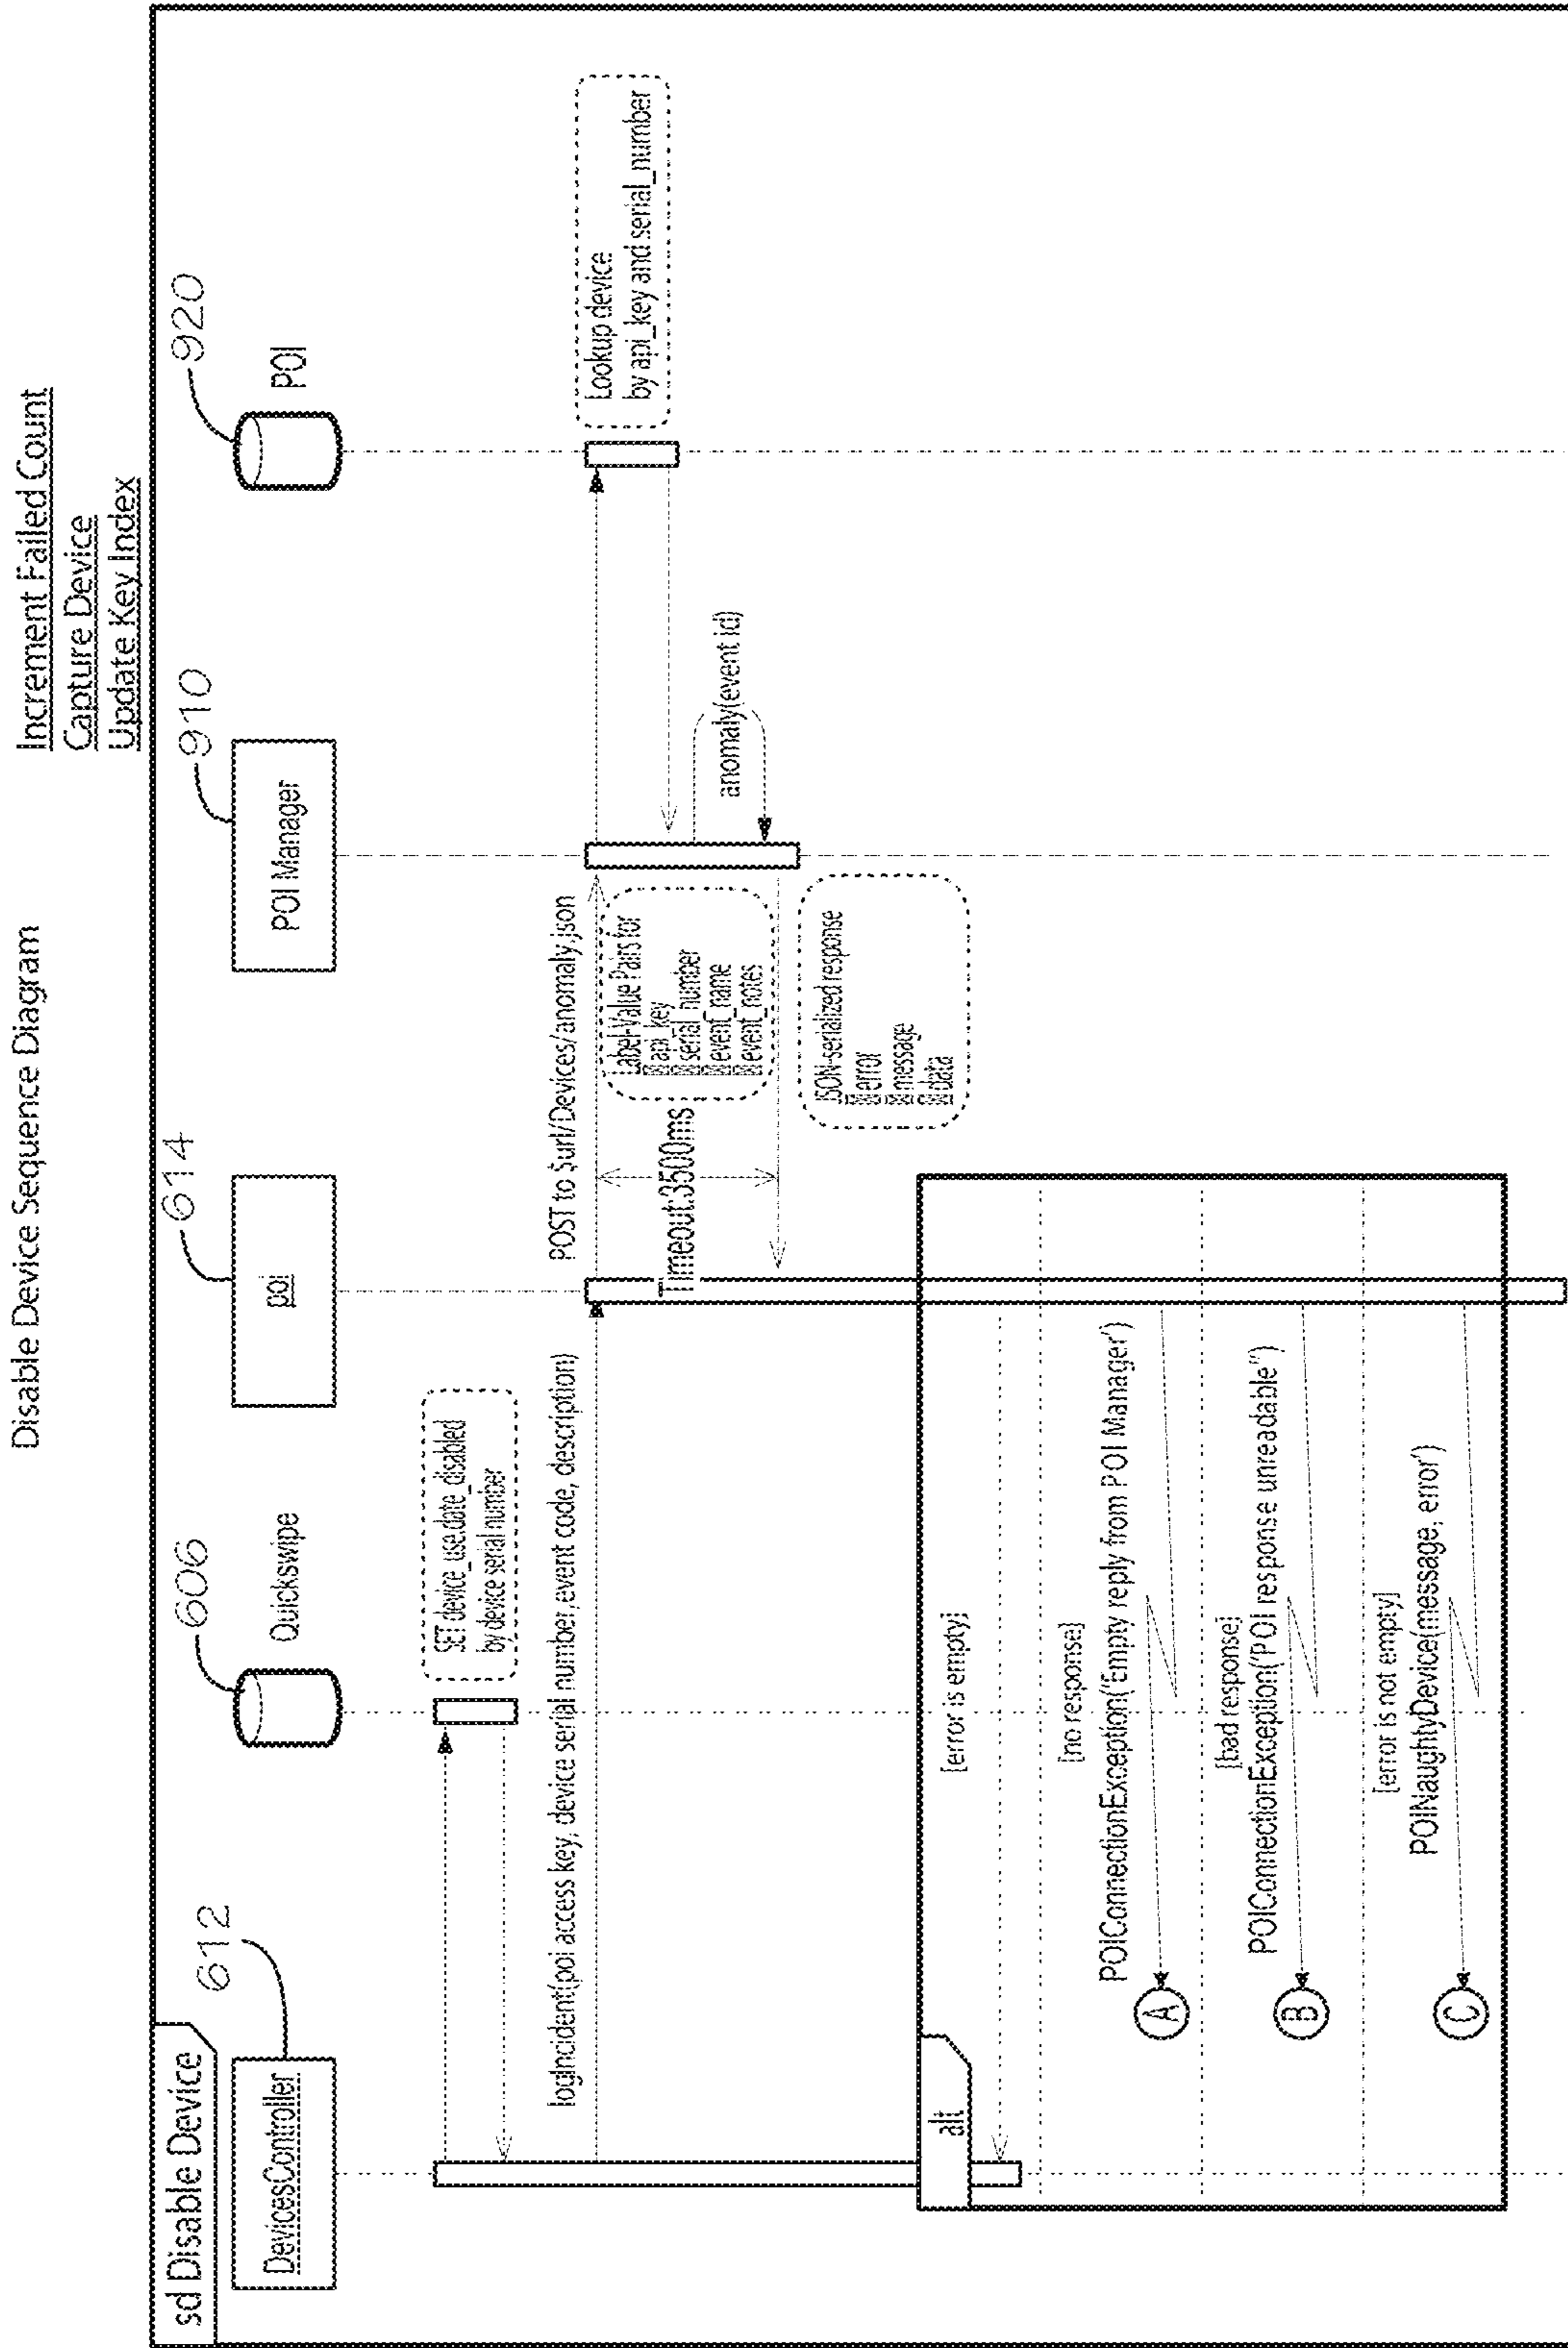 Disable Device Sequence Diagram
Increment Failed Count
Capture Device
Update Key Index
sd Disable Device
612
606
614
910
920
DevicesController
Quickswipe
poi
POI Manager
POI
SET device_use.date_disabled
by device serial number
logIncident(poi access key, device serial number, event code, description)
POST to $url/Devices/anomaly.json
Lookup device
by api_key and serial_number
Label-Value Pairs for
api_key
serial_number
event_name
event_notes
Timeout:3500ms
anomaly(event id)
JSON-serialized response
error
message
data
alt
[error is empty]
[no response]
POIConnectionException('Empty reply from POI Manager')
A
[bad response]
POIConnectionException('POI response unreadable")
B
[error is not empty]
POINaughtyDevice(message, error')
C